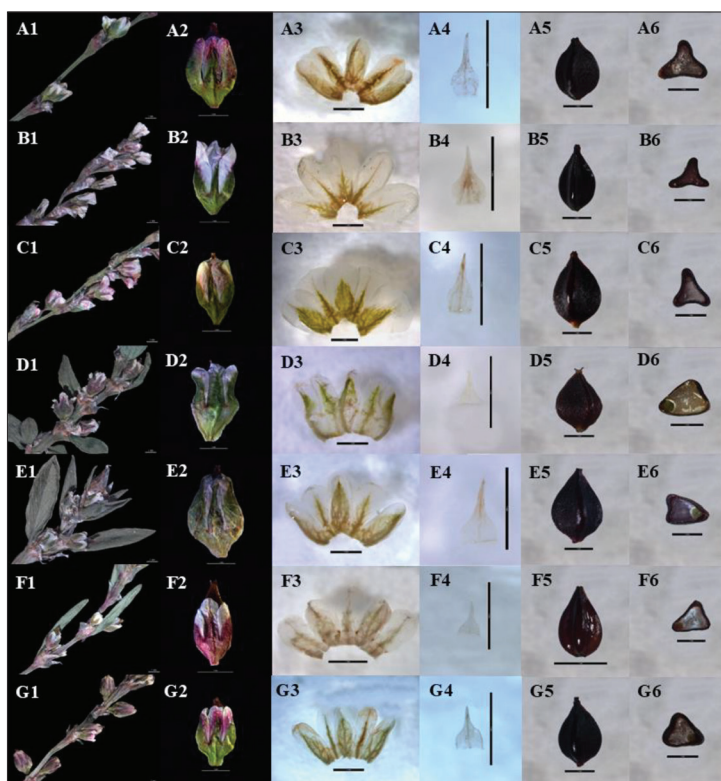 A1 A2 A3 A4 A5 A6
B1 B2 B3 B4 B5 B6
C1 C2 C3 C4 C5 C6
D1 D2 D3 D4 D5 D6
E1 E2 E3 E4 E5 E6
F1 F2 F3 F4 F5 F6
G1 G2 G3 G4 G5 G6